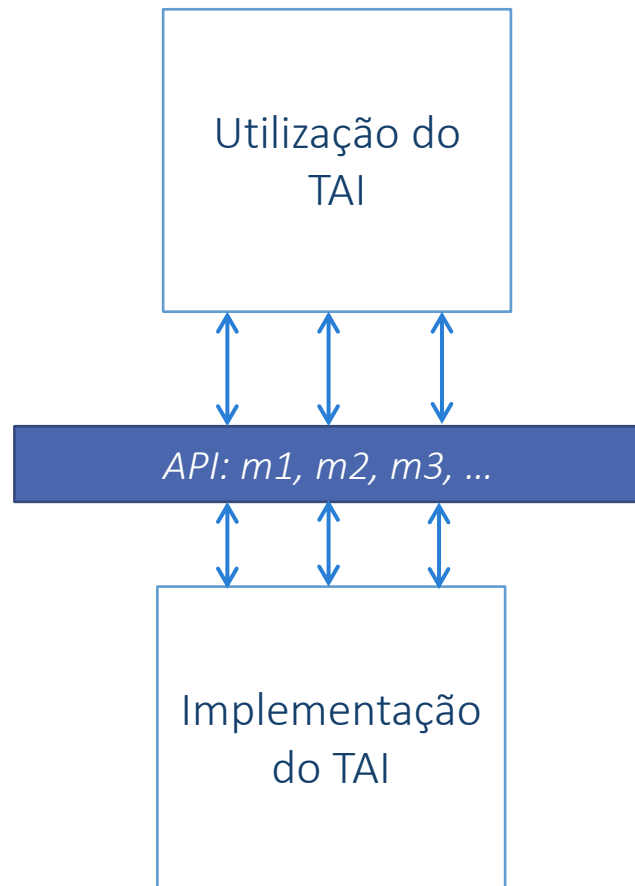 Utilização do
TAI
API: m1, m2, m3, ...
Implementação
do TAI